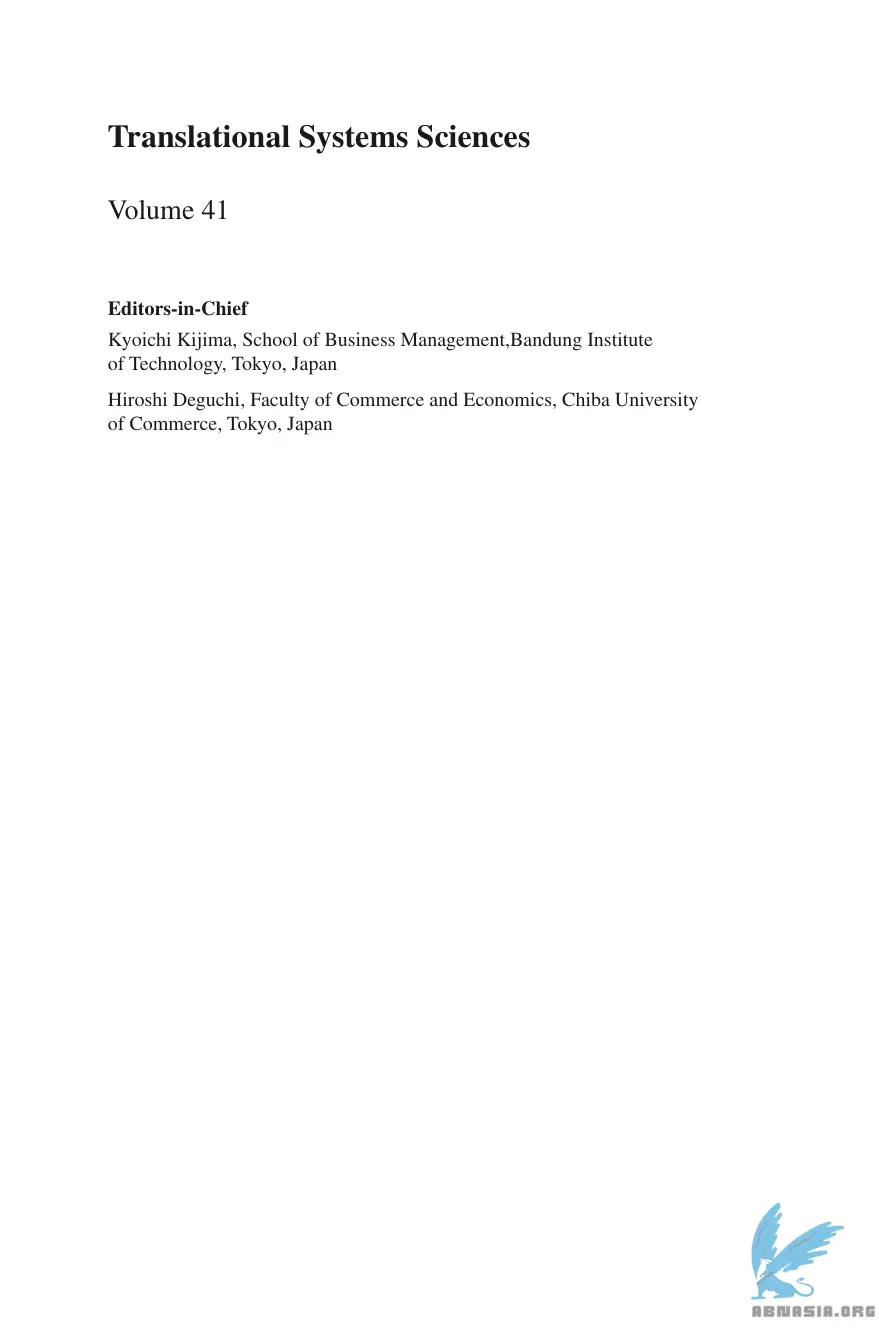 Translational Systems Sciences
Volume 41
Editors-in-Chief
Kyoichi Kijima, School of Business Management,Bandung Institute
of Technology, Tokyo, Japan
Hiroshi Deguchi, Faculty of Commerce and Economics, Chiba University
of Commerce, Tokyo, Japan
ABNASIA.ORG